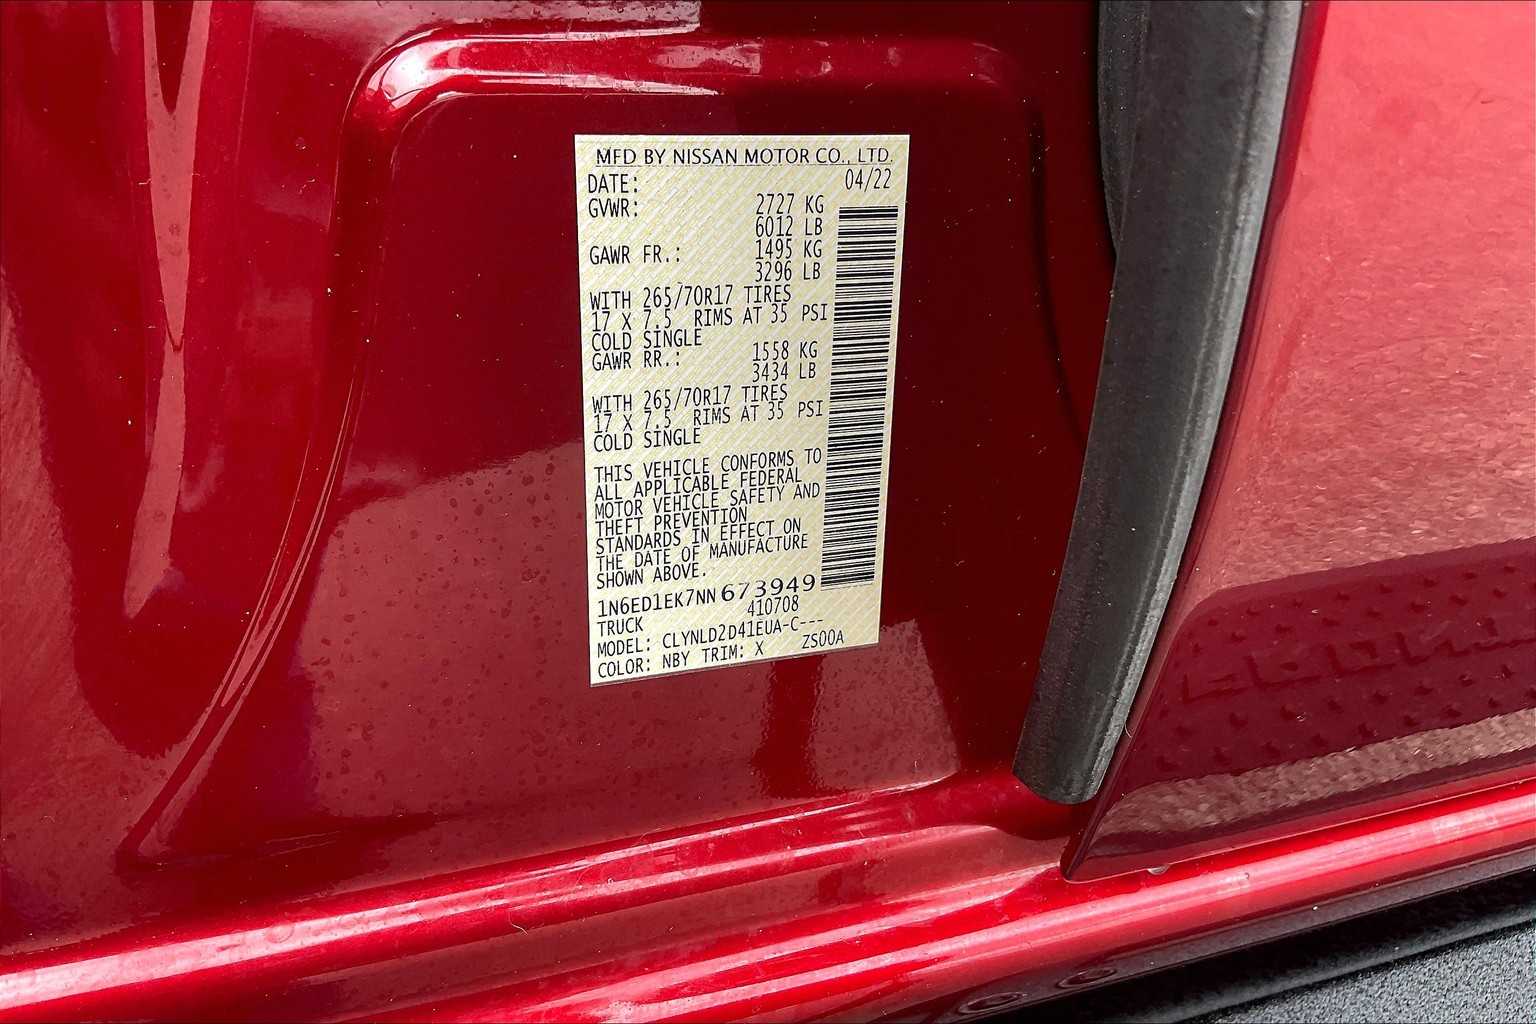 MFD BY NISSAN MOTOR CO., LTD.
DATE: 04/22
GVWR: 2727 KG
6012 LB
GAWR FR.: 1495 KG
3296 LB
WITH 265/70R17 TIRES
17 X 7.5 RIMS AT 35 PSI
COLD SINGLE
GAWR RR.: 1558 KG
3434 LB
WITH 265/70R17 TIRES
17 X 7.5 RIMS AT 35 PSI
COLD SINGLE
THIS VEHICLE CONFORMS TO
ALL APPLICABLE FEDERAL
MOTOR VEHICLE SAFETY AND
THEFT PREVENTION
STANDARDS IN EFFECT ON
THE DATE OF MANUFACTURE
SHOWN ABOVE.
1N6ED1EK7NN673949
TRUCK 410708
MODEL: CLYNLD2D41EUA-C---
COLOR: NBY TRIM: X ZS00A